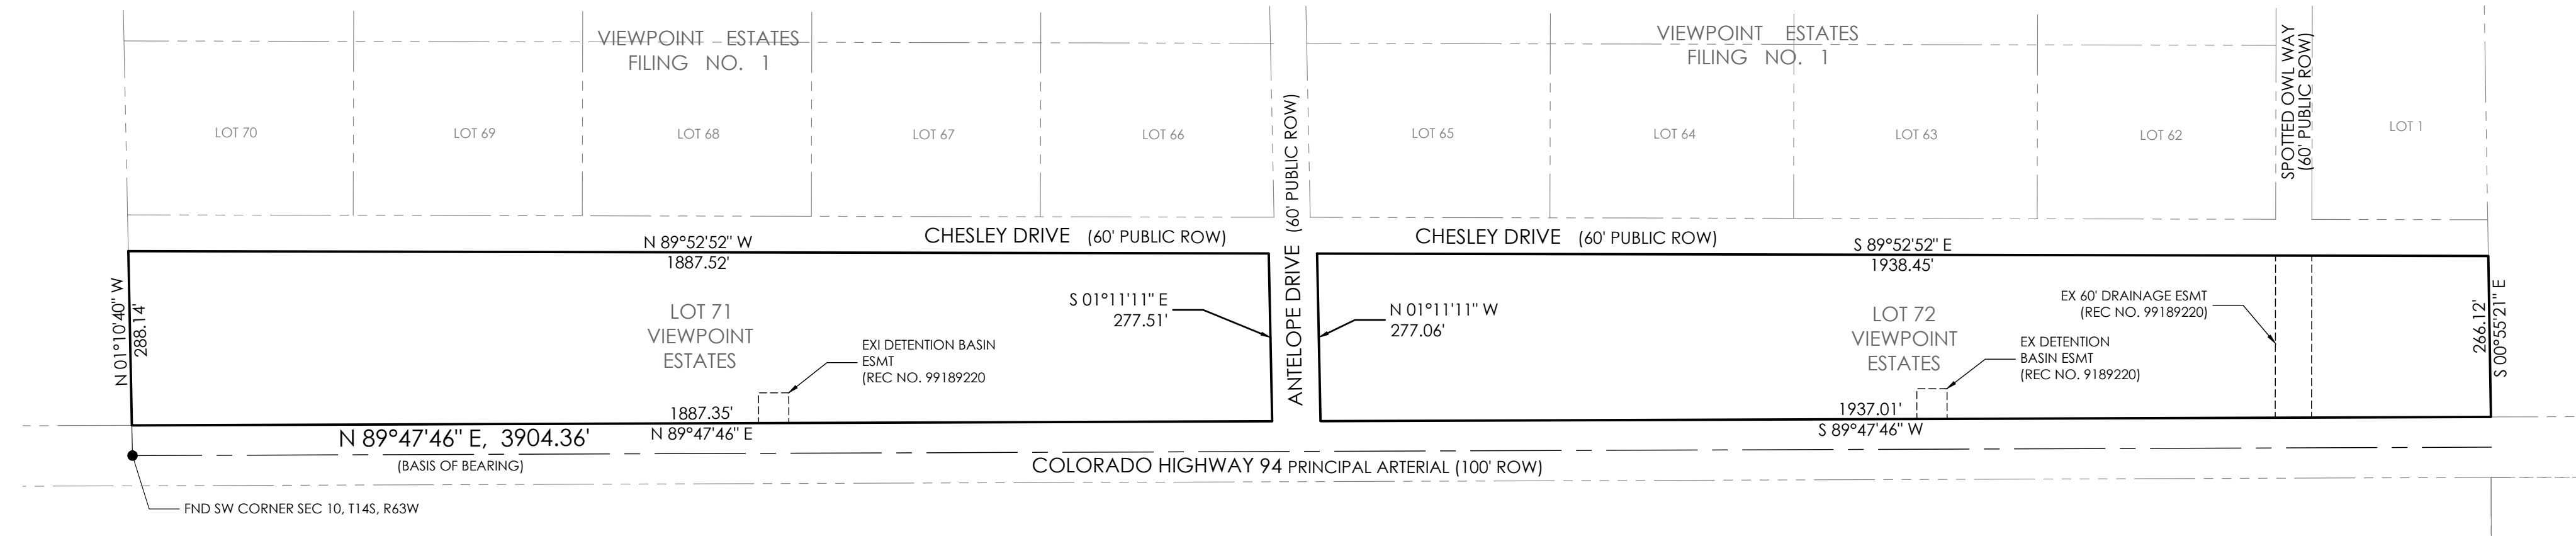 VIEWPOINT ESTATES
FILING NO. 1
VIEWPOINT ESTATES
FILING NO. 1
SPOTTED OWL WAY
(60' PUBLIC ROW)
LOT 70
LOT 69
LOT 68
LOT 67
LOT 66
LOT 65
LOT 64
LOT 63
LOT 62
LOT 1
ANTELOPE DRIVE (60' PUBLIC ROW)
CHESLEY DRIVE (60' PUBLIC ROW)
CHESLEY DRIVE (60' PUBLIC ROW)
N 89°52'52" W
1887.52'
S 89°52'52" E
1938.45'
N 01°10'40" W
288.14'
LOT 71
VIEWPOINT
ESTATES
S 01°11'11" E
277.51'
N 01°11'11" W
277.06'
EXI DETENTION BASIN
ESMT
(REC NO. 99189220
LOT 72
VIEWPOINT
ESTATES
EX 60' DRAINAGE ESMT
(REC NO. 99189220)
EX DETENTION
BASIN ESMT
(REC NO. 9189220)
266.12'
S 00°55'21" E
1887.35'
N 89°47'46" E
1937.01'
S 89°47'46" W
N 89°47'46" E, 3904.36'
(BASIS OF BEARING)
COLORADO HIGHWAY 94 PRINCIPAL ARTERIAL (100' ROW)
FND SW CORNER SEC 10, T14S, R63W